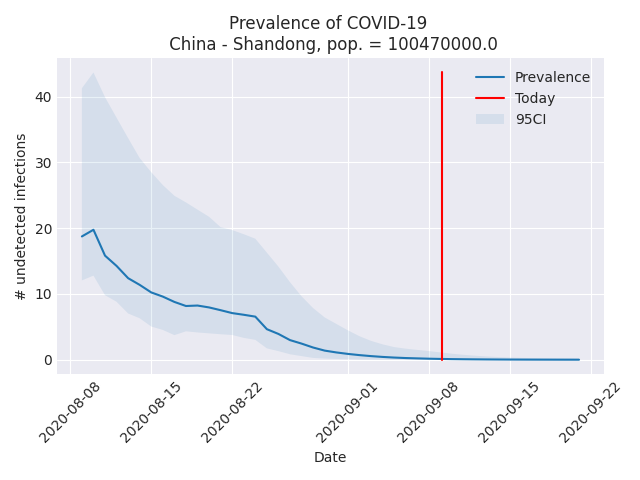 Prevalence of COVID-19
China - Shandong, pop. = 100470000.0
Prevalence
Today
95CI
# undetected infections
40
30
20
10
0
2020-08-08
2020-08-15
2020-08-22
2020-09-01
2020-09-08
2020-09-15
2020-09-22
Date